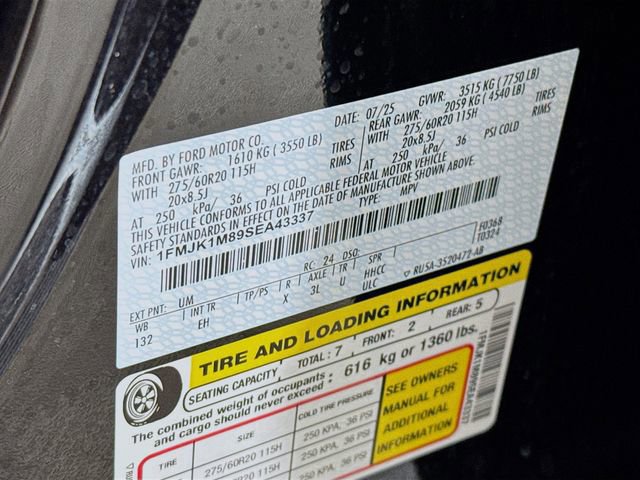 MFD. BY FORD MOTOR CO.
DATE: 07/25 GVWR: 3515 KG ( 7750 LB)
FRONT GAWR: 1610 KG ( 3550 LB) REAR GAWR: 2059 KG ( 4540 LB)
WITH 275/60R20 115H TIRES WITH 275/60R20 115H TIRES
20x8.5J RIMS 20x8.5J RIMS
AT 250 kPa/ 36 PSI COLD AT 250 kPa/ 36 PSI COLD
THIS VEHICLE CONFORMS TO ALL APPLICABLE FEDERAL MOTOR VEHICLE
SAFETY STANDARDS IN EFFECT ON THE DATE OF MANUFACTURE SHOWN ABOVE.
VIN: 1FMJK1M89SEA43337 TYPE: MPV
F0368
T0324
EXT PNT: UM RC: 24 DSO:
WB INT TR TP/PS R AXLE TR SPR
132 EH X 3L U HHCC
ULC ▽ RU5A-3520472-AB
TIRE AND LOADING INFORMATION
SEATING CAPACITY TOTAL: 7 FRONT: 2 REAR: 5
The combined weight of occupants
and cargo should never exceed : 616 kg or 1360 lbs.
TIRE SIZE COLD TIRE PRESSURE
275/60R20 115H 250 KPA, 36 PSI
250 KPA, 36 PSI
SEE OWNERS
MANUAL FOR
ADDITIONAL
INFORMATION
1FMJK1M89SEA43337